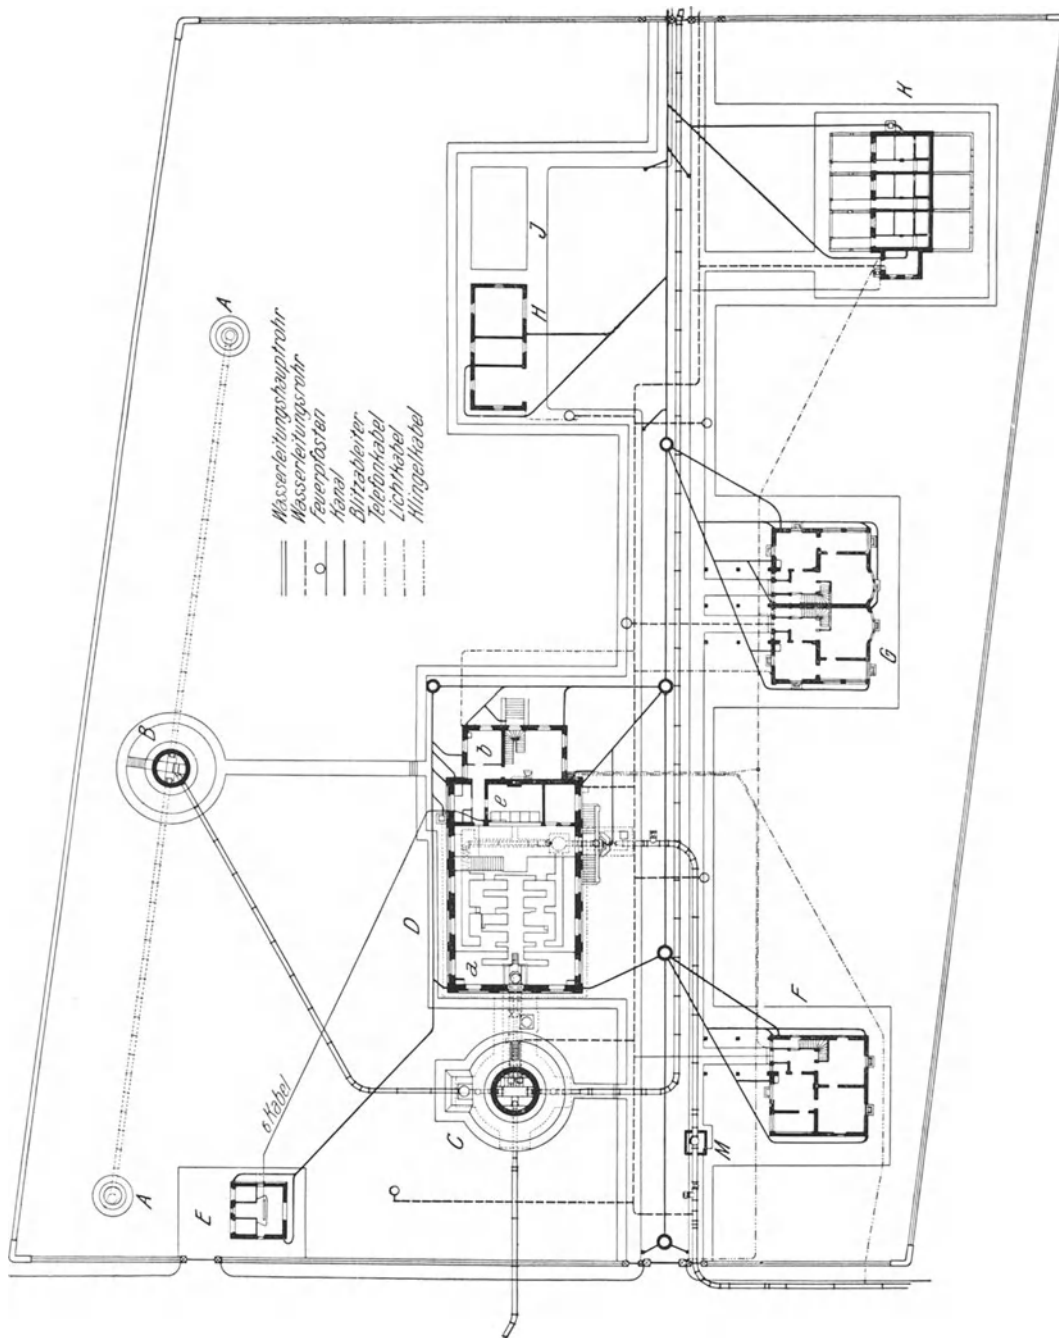 Wasserleitungshauptrohr
Wasserleitungsrohr
Feuerpfosten
Kanal
Blitzableiter
Telefonkabel
Lichtkabel
Klingelkabel
A
A
B
C
D
E
F
G
H
J
K
M
a
b
e
6 Kabel